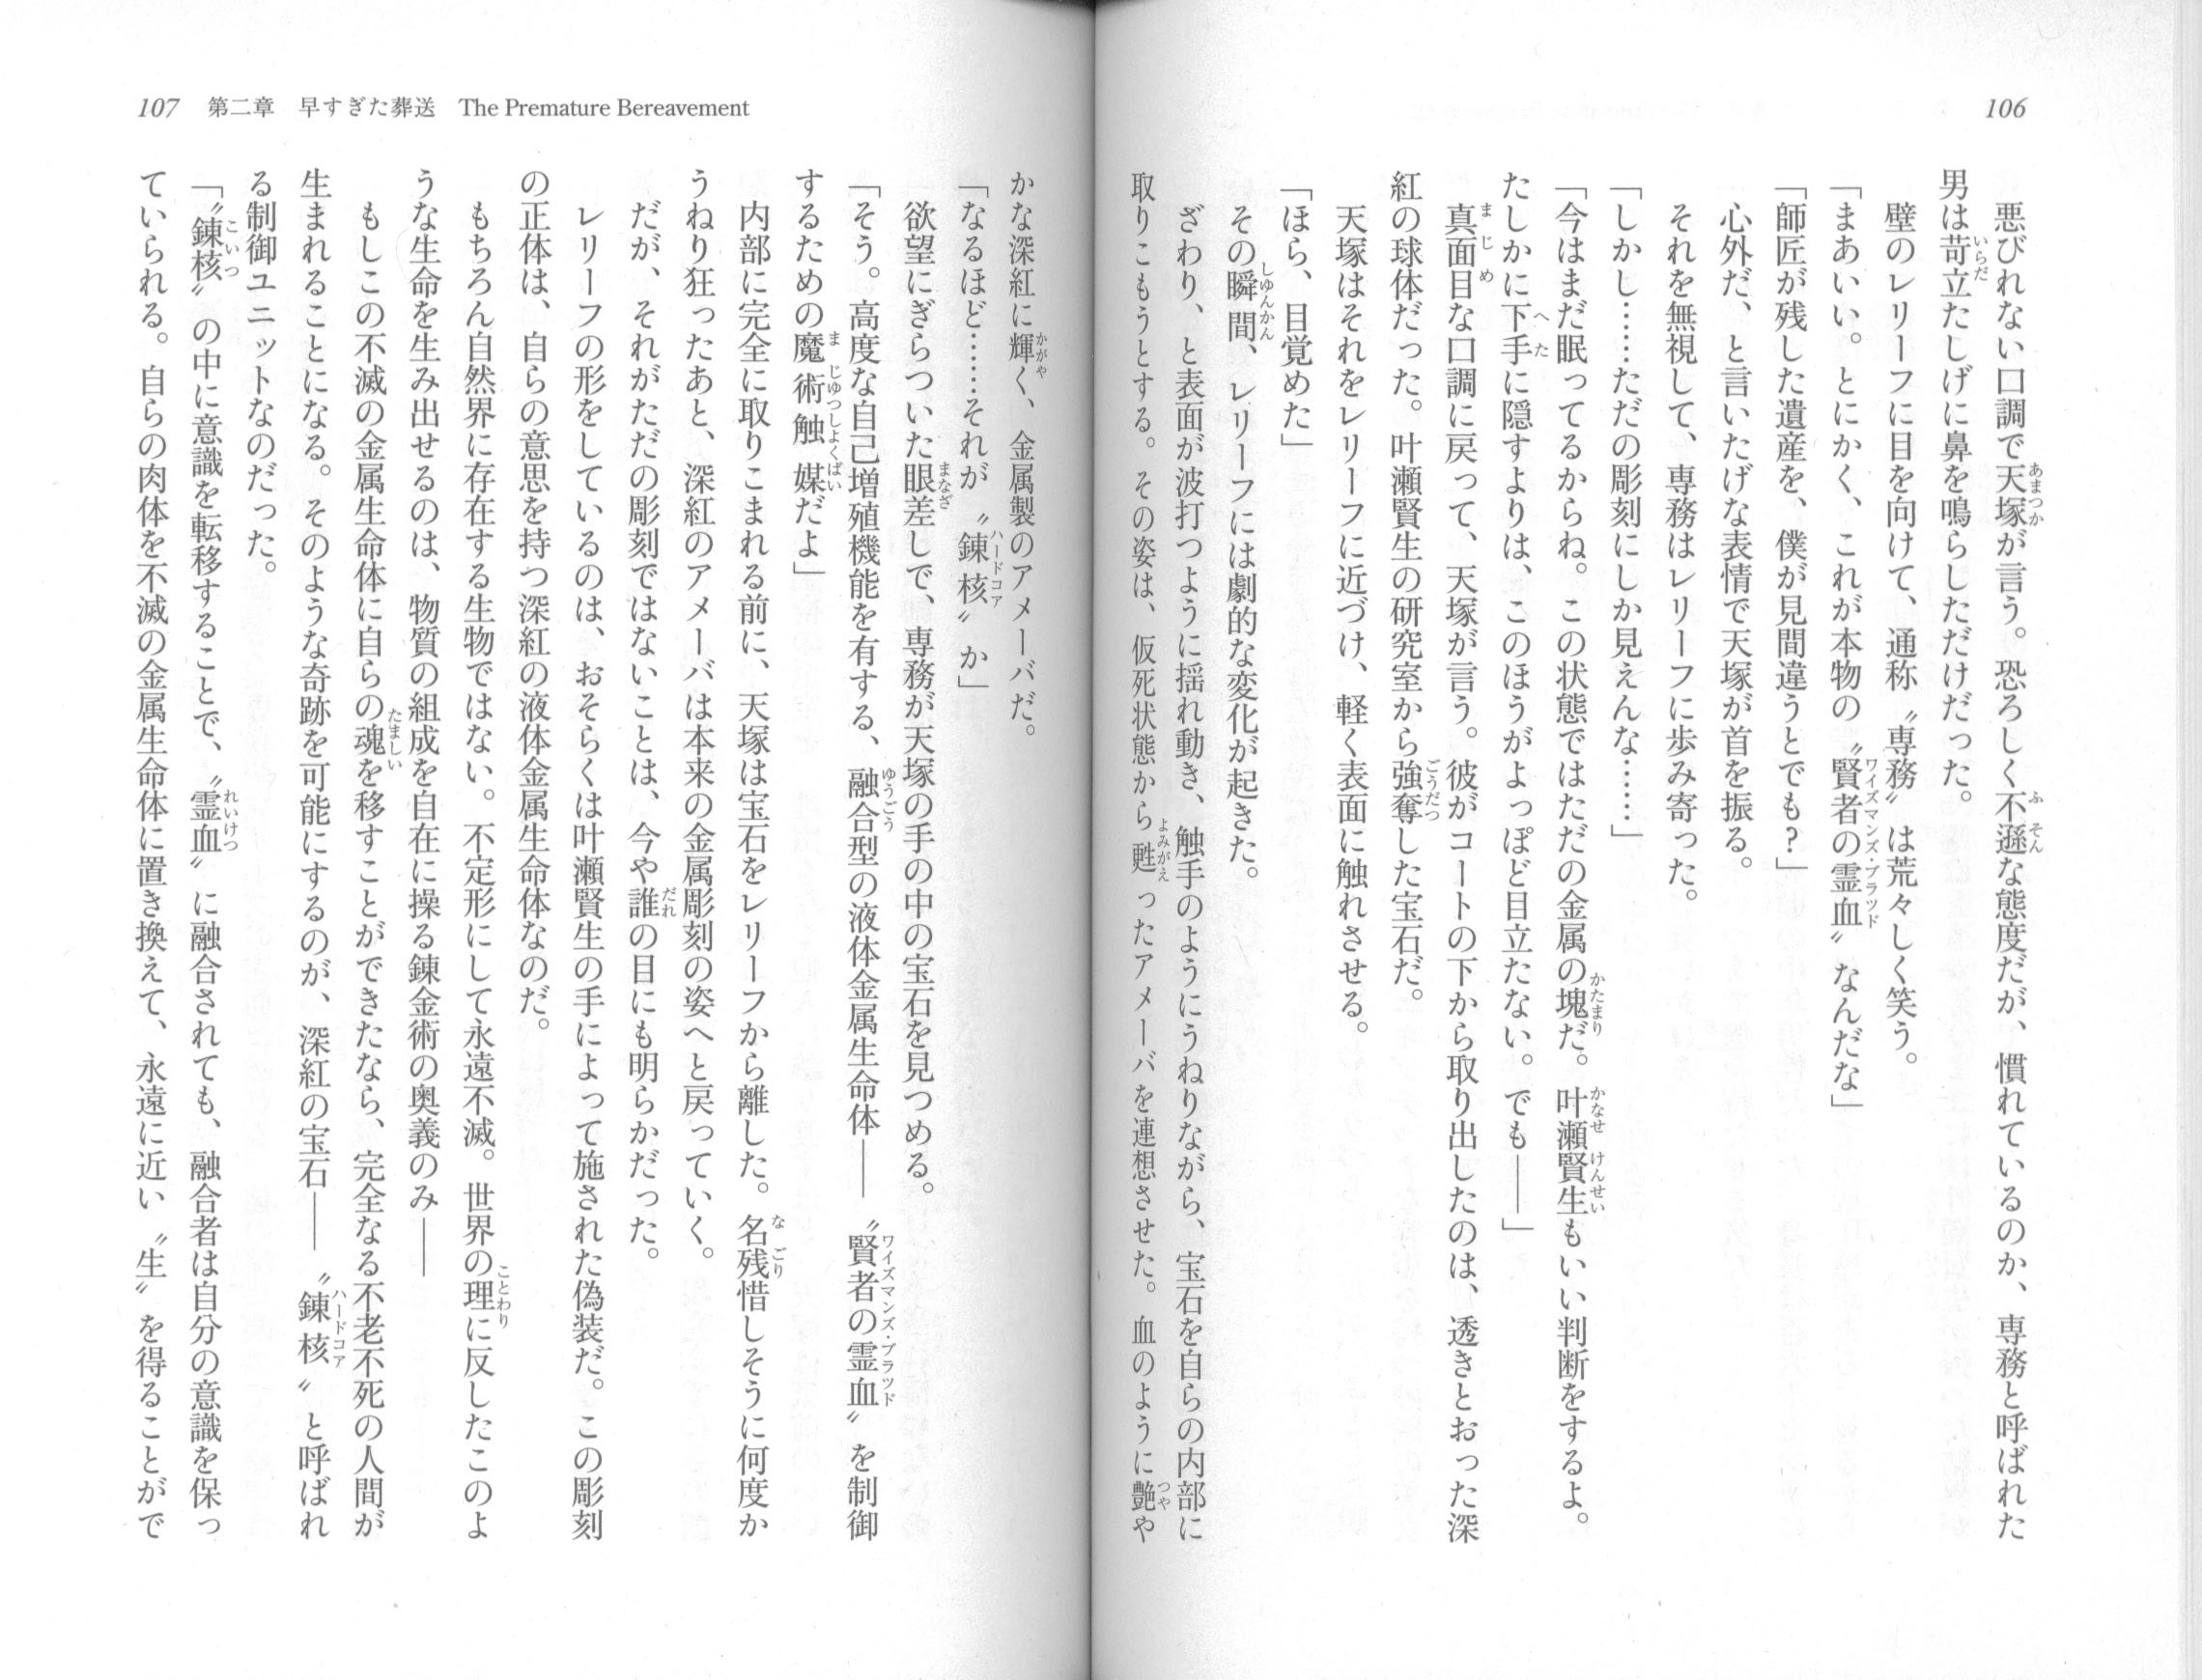 106
悪びれない口調で天塚が言う。恐ろしく不遜な態度だが、慣れているのか、専務と呼ばれた
男は苛立たしげに鼻を鳴らしただけだった。
壁のレリーフに目を向けて、通称〝専務〟は荒々しく笑う。
「まあいい。とにかく、これが本物の〝賢者の霊血〟なんだな」
「師匠が残した遺産を、僕が見間違うとでも?」
心外だ、と言いたげな表情で天塚が首を振る。
それを無視して、専務はレリーフに歩み寄った。
「しかし……ただの彫刻にしか見えんな……」
「今はまだ眠ってるからね。この状態ではただの金属の塊だ。叶瀬賢生もいい判断をするよ。
たしかに下手に隠すよりは、このほうがよっぽど目立たない。でも――」
真面目な口調に戻って、天塚が言う。彼がコートの下から取り出したのは、透きとおった深
紅の球体だった。叶瀬賢生の研究室から強奪した宝石だ。
天塚はそれをレリーフに近づけ、軽く表面に触れさせる。
「ほら、目覚めた」
その瞬間、レリーフには劇的な変化が起きた。
ざわり、と表面が波打つように揺れ動き、触手のようにうねりながら、宝石を自らの内部に
取りこもうとする。その姿は、仮死状態から甦ったアメーバを連想させた。血のように艶や
107 第二章 早すぎた葬送 The Premature Bereavement
かな深紅に輝く、金属製のアメーバだ。
「なるほど……それが〝錬核〟か」
欲望にぎらついた眼差しで、専務が天塚の手の中の宝石を見つめる。
「そう。高度な自己増殖機能を有する、融合型の液体金属生命体――〝賢者の霊血〟を制御
するための魔術触媒だよ」
内部に完全に取りこまれる前に、天塚は宝石をレリーフから離した。名残惜しそうに何度か
うねり狂ったあと、深紅のアメーバは本来の金属彫刻の姿へと戻っていく。
だが、それがただの彫刻ではないことは、今や誰の目にも明らかだった。
レリーフの形をしているのは、おそらくは叶瀬賢生の手によって施された偽装だ。この彫刻
の正体は、自らの意思を持つ深紅の液体金属生命体なのだ。
もちろん自然界に存在する生物ではない。不定形にして永遠不滅。世界の理に反したこのよ
うな生命を生み出せるのは、物質の組成を自在に操る錬金術の奥義のみ――
もしこの不滅の金属生命体に自らの魂を移すことができたなら、完全なる不老不死の人間が
生まれることになる。そのような奇跡を可能にするのが、深紅の宝石――〝錬核〟と呼ばれ
る制御ユニットなのだった。
「〝錬核〟の中に意識を転移することで、〝霊血〟に融合されても、融合者は自分の意識を保っ
ていられる。自らの肉体を不滅の金属生命体に置き換えて、永遠に近い〝生〟を得ることがで